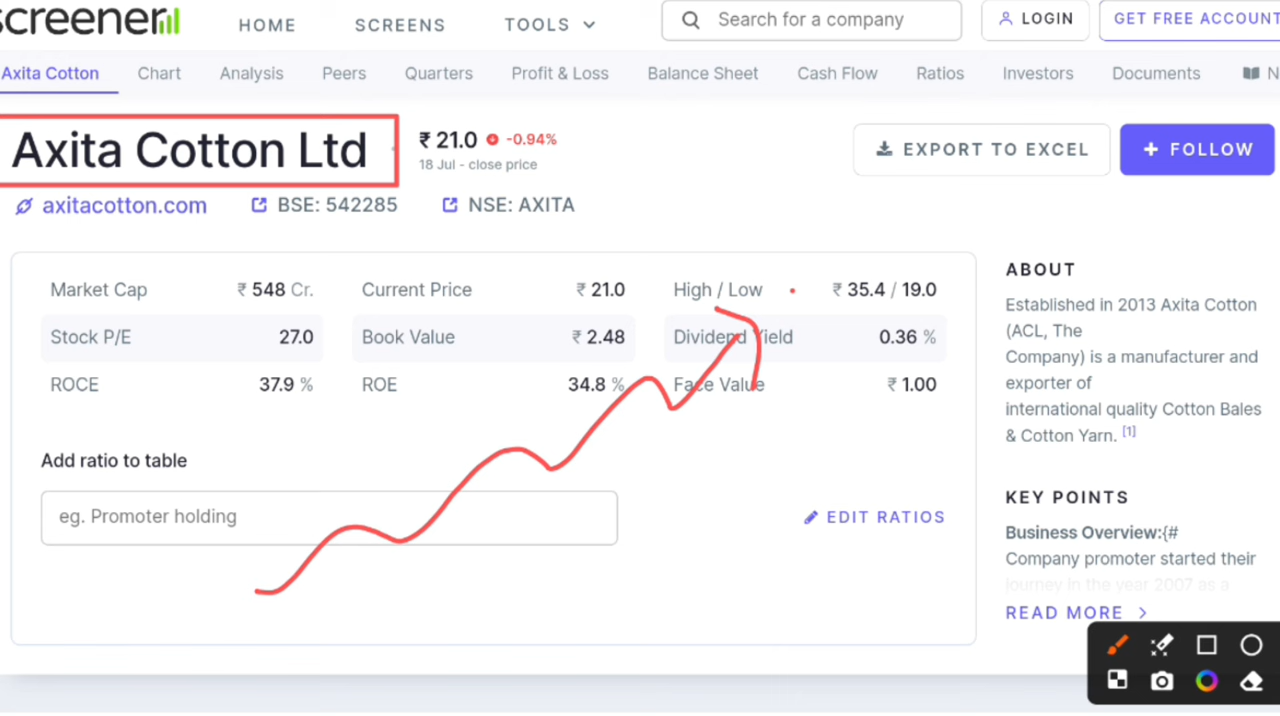 screener
HOME SCREENS TOOLS
Search for a company
LOGIN
GET FREE ACCOUNT
Axita Cotton Chart Analysis Peers Quarters Profit & Loss Balance Sheet Cash Flow Ratios Investors Documents N
Axita Cotton Ltd
₹ 21.0 -0.94%
18 Jul - close price
EXPORT TO EXCEL
+ FOLLOW
axitacotton.com BSE: 542285 NSE: AXITA
Market Cap ₹ 548 Cr. Current Price ₹ 21.0 High / Low ₹ 35.4 / 19.0
Stock P/E 27.0 Book Value ₹ 2.48 Dividend Yield 0.36 %
ROCE 37.9 % ROE 34.8 % Face Value ₹ 1.00
Add ratio to table
eg. Promoter holding
EDIT RATIOS
ABOUT
Established in 2013 Axita Cotton
(ACL, The
Company) is a manufacturer and
exporter of
international quality Cotton Bales
& Cotton Yarn. [1]
KEY POINTS
Business Overview:{#
Company promoter started their
journey in the year 2007 as a
READ MORE